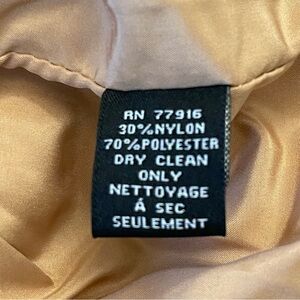 RN 77916
30%NYLON
70%POLYESTER
DRY CLEAN
ONLY
NETTOYAGE
Á SEC
SEULEMENT